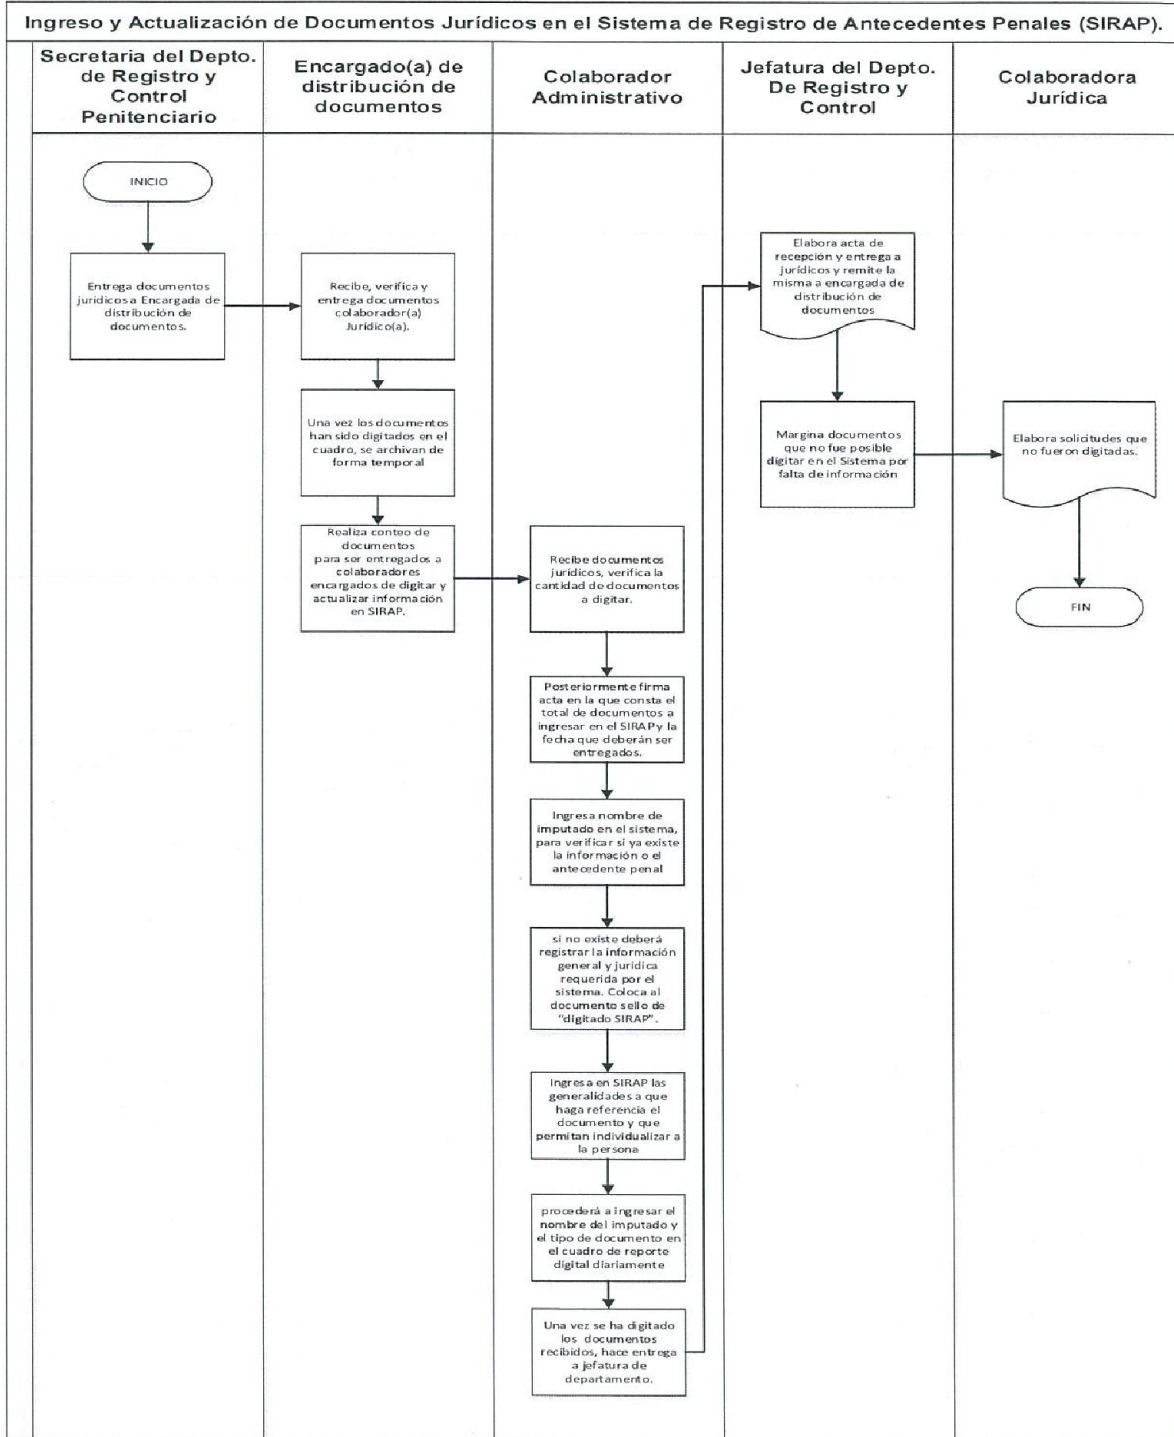 Ingreso y Actualización de Documentos Jurídicos en el Sistema de Registro de Antecedentes Penales (SIRAP).
Secretaria del Depto.
de Registro y
Control
Penitenciario
Encargado(a) de
distribución de
documentos
Colaborador
Administrativo
Jefatura del Depto.
De Registro y
Control
Colaboradora
Jurídica
INICIO
Entrega documentos
jurídicos a Encargada de
distribución de
documentos.
Recibe, verifica y
entrega documentos
colaborador(a)
Jurídico(a).
Una vez los documentos
han sido digitados en el
cuadro, se archivan de
forma temporal
Realiza conteo de
documentos
para ser entregados a
colaboradores
encargados de digitar y
actualizar información
en SIRAP.
Recibe documentos
jurídicos, verifica la
cantidad de documentos
a digitar.
Posteriormente firma
acta en la que consta el
total de documentos a
ingresar en el SIRAP y la
fecha que deberán ser
entregados.
Ingresa nombre de
imputado en el sistema,
para verificar si ya existe
la información o el
antecedente penal
si no existe deberá
registrar la información
general y jurídica
requerida por el
sistema. Coloca al
documento sello de
"digitado SIRAP".
Ingresa en SIRAP las
generalidades a que
haga referencia el
documento y que
permitan individualizar a
la persona
procederá a ingresar el
nombre del imputado y
el tipo de documento en
el cuadro de reporte
digital diariamente
Una vez se ha digitado
los documentos
recibidos, hace entrega
a jefatura de
departamento.
Elabora acta de
recepción y entrega a
jurídicos y remite la
misma a encargada de
distribución de
documentos
Margina documentos
que no fue posible
digitar en el Sistema por
falta de información
Elabora solicitudes que
no fueron digitadas.
FIN